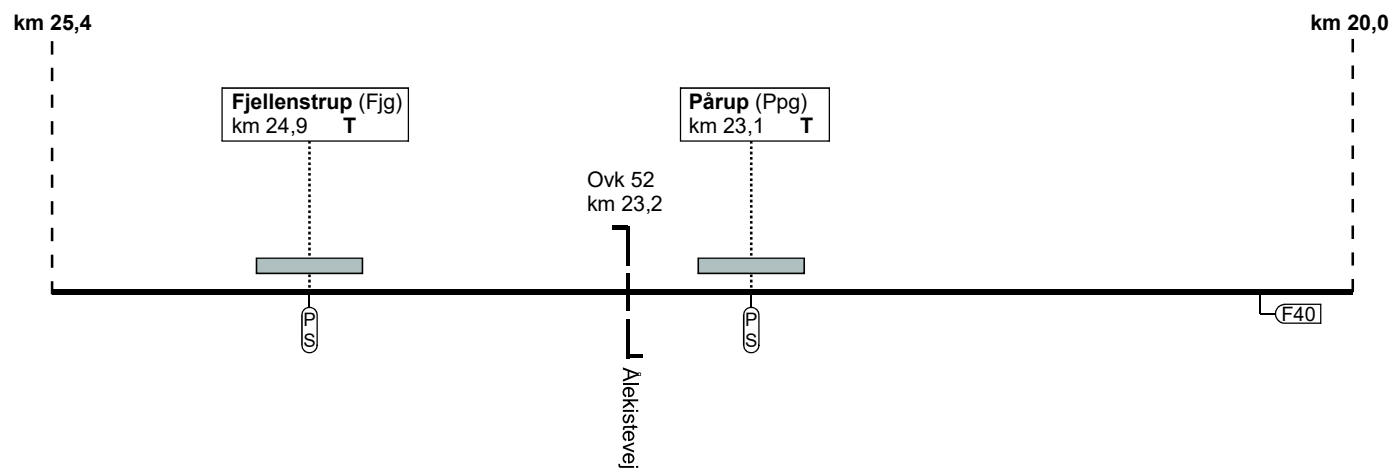 km 25,4
km 20,0
Fjellenstrup (Fjg)
km 24,9 T
Pårup (Ppg)
km 23,1 T
Ovk 52
km 23,2
P
S
P
S
F40
Ålekistevej